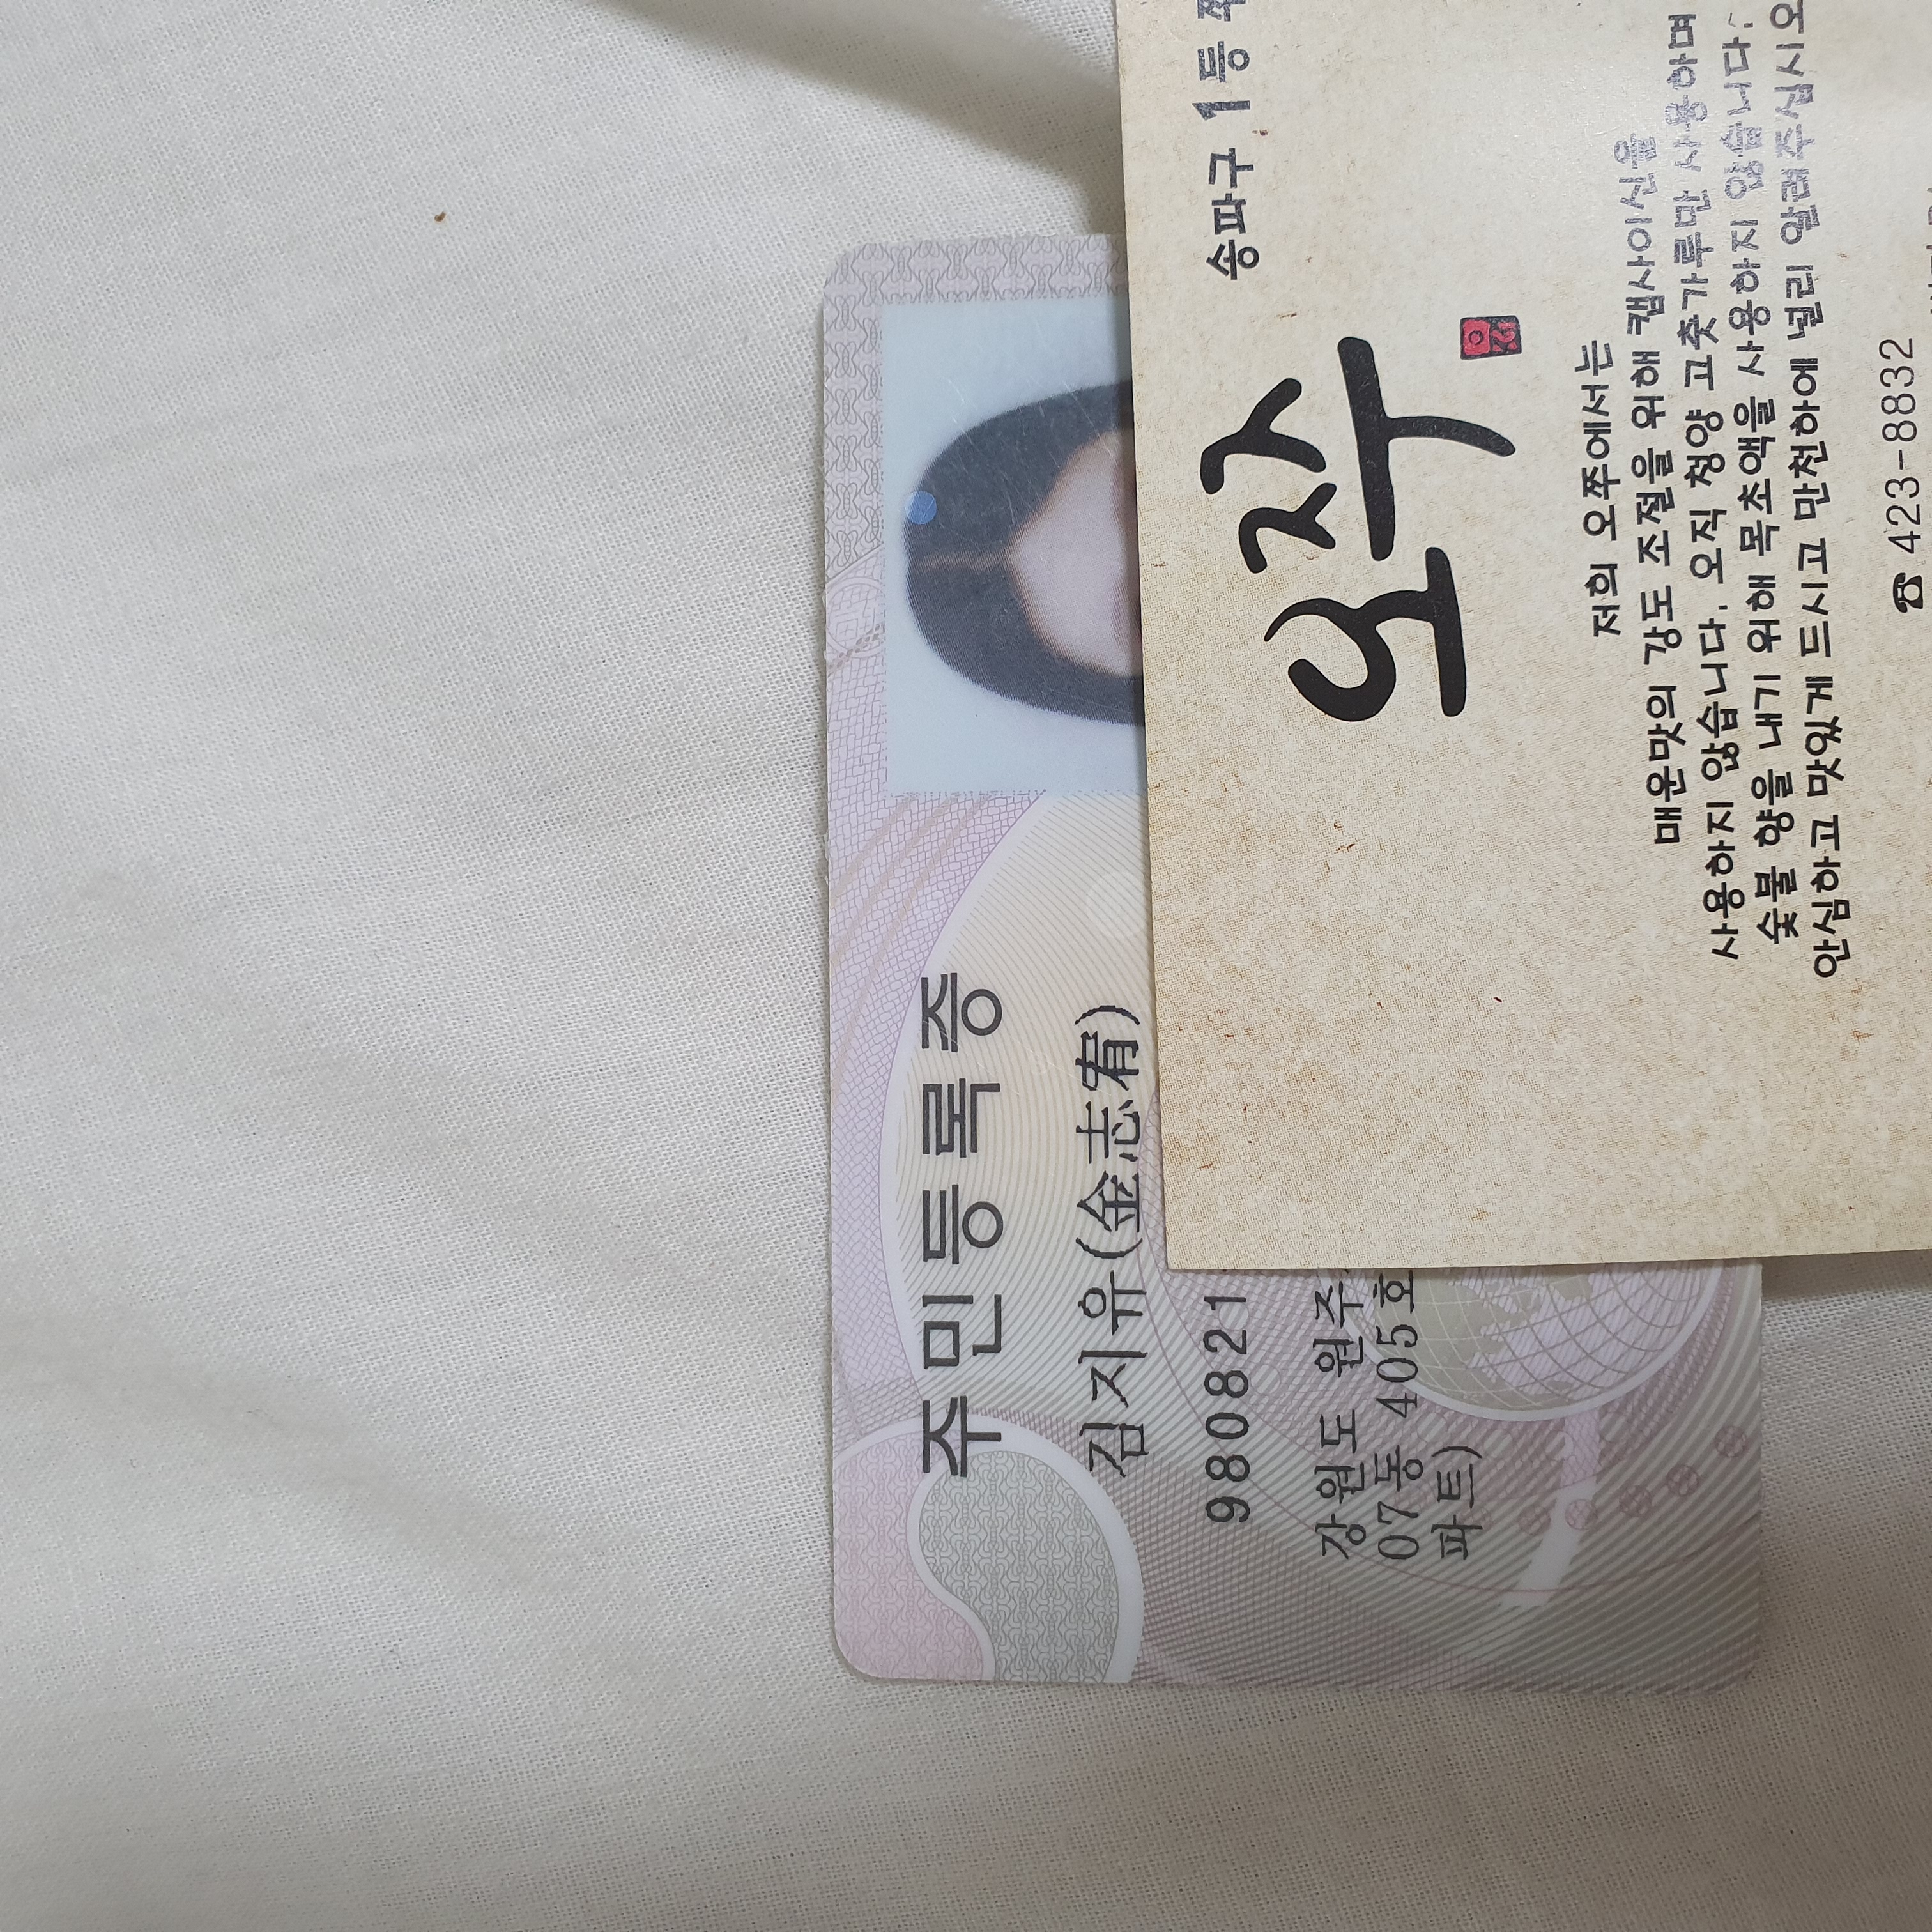 주민등록증
김지유(金志宥)
980821
강원도 원주
07동 405호
파트)
송파구 1등
오쭈
저희 오쭈에서는
매운맛의 강도 조절을 위해 캡사이신을
사용하지 않습니다. 오직 청양 고춧가루만 사용하며
숯불 향을 내기 위해 목초액을 사용하지 않습니다.
안심하고 맛있게 드시고 만천하에 널리 알려주십시오
☎ 423-8832